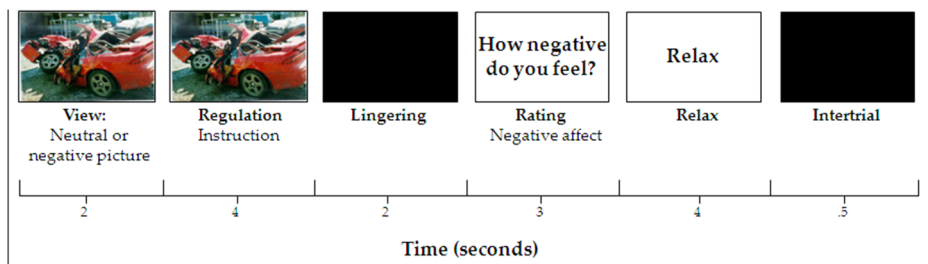 How negative
do you feel?
Relax
View:
Neutral or
negative picture
Regulation
Instruction
Lingering
Rating
Negative affect
Relax
Intertrial
2
4
2
3
4
.5
Time (seconds)